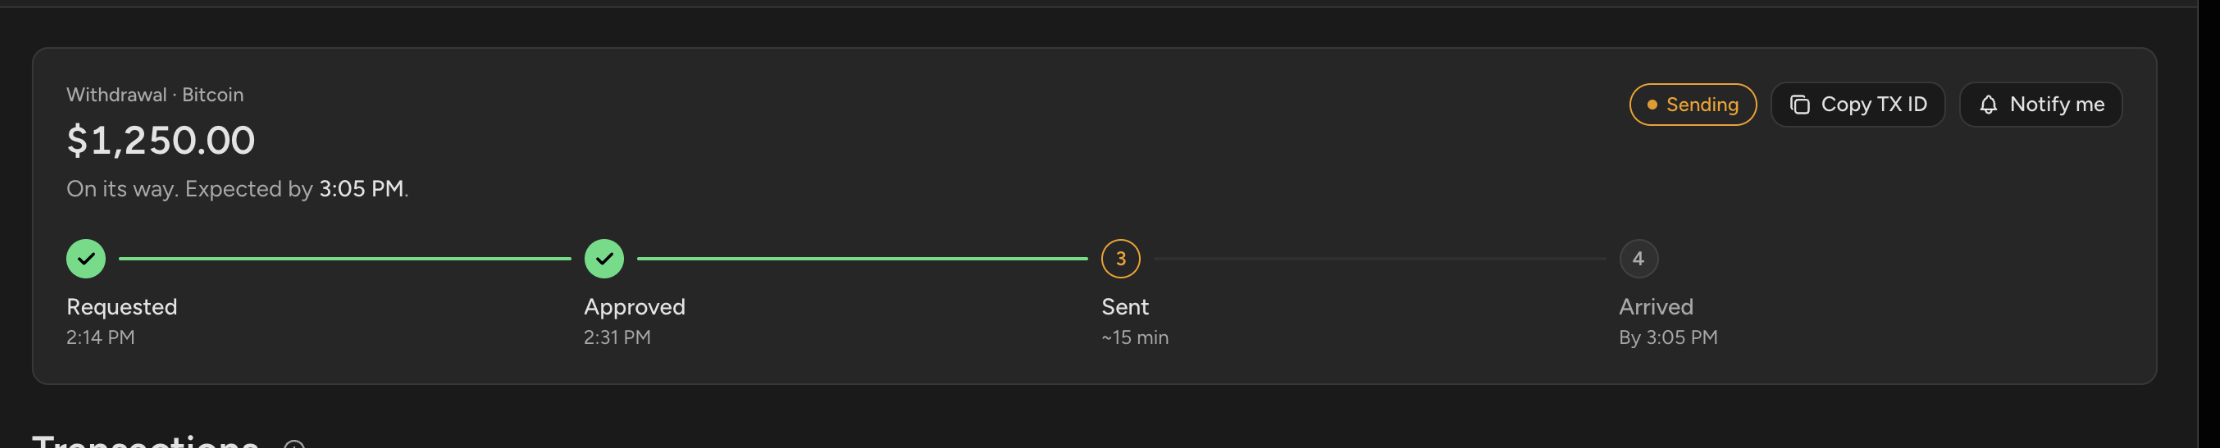 Withdrawal · Bitcoin
$1,250.00
On its way. Expected by 3:05 PM.
Sending
Copy TX ID
Notify me
3
4
Requested
Approved
Sent
Arrived
2:14 PM
2:31 PM
~15 min
By 3:05 PM
Transactions